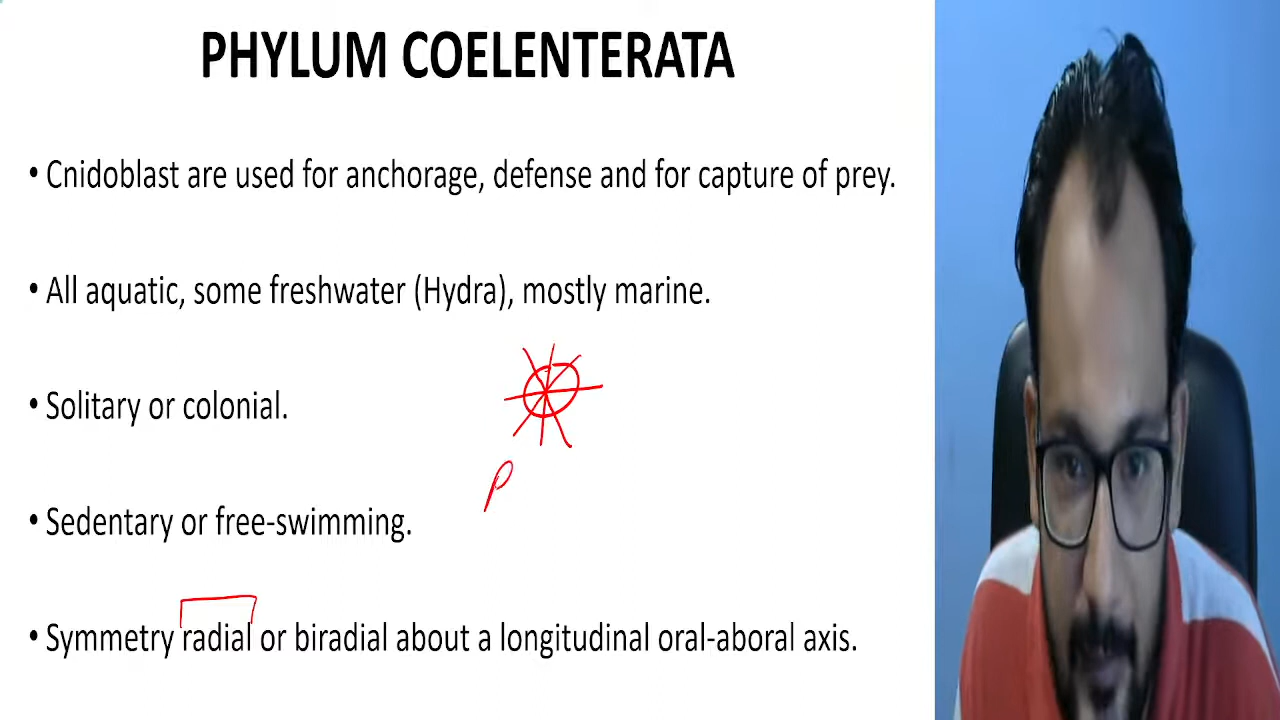 PHYLUM COELENTERATA
• Cnidoblast are used for anchorage, defense and for capture of prey.
• All aquatic, some freshwater (Hydra), mostly marine.
• Solitary or colonial.
P
• Sedentary or free-swimming.
• Symmetry radial or biradial about a longitudinal oral-aboral axis.